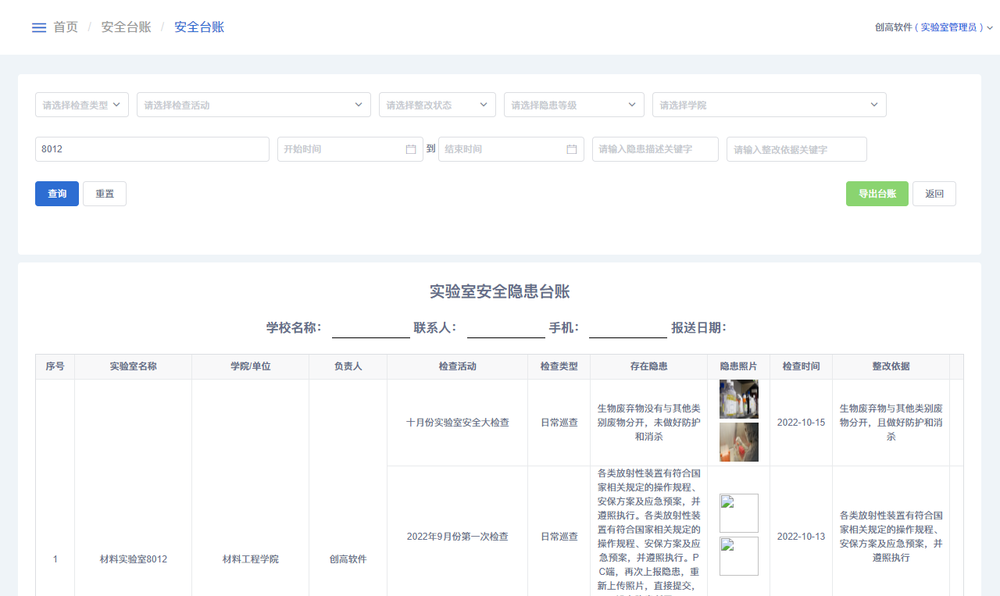 首页 / 安全台账 / 安全台账
创高软件 ( 实验室管理员 )
请选择检查类型 请选择检查活动 请选择整改状态 请选择隐患等级 请选择学院
8012 开始时间 到 结束时间 请输入隐患描述关键字 请输入整改依据关键字
查询 重置 导出台账 返回
实验室安全隐患台账
学校名称： 联系人： 手机： 报送日期：
序号 实验室名称 学院/单位 负责人 检查活动 检查类型 存在隐患 隐患照片 检查时间 整改依据
1
材料实验室8012
材料工程学院
创高软件
十月份实验室安全大检查
日常巡查
生物废弃物没有与其他类
别废物分开，未做好防护
和消杀
2022-10-15
生物废弃物与其他类别废
物分开，且做好防护和消
杀
2022年9月份第一次检查
日常巡查
各类放射性装置有符合国
家相关规定的操作规程、
安保方案及应急预案，并
遵照执行。各类放射性装
置有符合国家相关规定的
操作规程、安保方案及应
急预案，并遵照执行。P
C端，再次上报隐患，重
新上传照片，直接提交，
2022-10-13
各类放射性装置有符合国
家相关规定的操作规程、
安保方案及应急预案，并
遵照执行